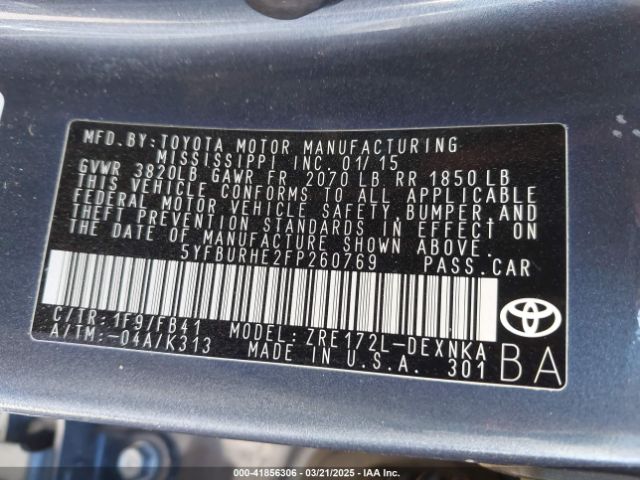 MFD.BY:TOYOTA MOTOR MANUFACTURING
MISSISSIPPI INC. 01/15
GVWR 3820LB GAWR FR 2070 LB RR 1850 LB
THIS VEHICLE CONFORMS TO ALL APPLICABLE
FEDERAL MOTOR VEHICLE SAFETY, BUMPER, AND
THEFT PREVENTION STANDARDS IN EFFECT ON
THE DATE OF MANUFACTURE SHOWN ABOVE.
5YFBURHE2FP260769 PASS.CAR
C/TR: 1F9/FB41 MODEL: ZRE172L-DEXNKA
A/TM:-04A/K313 MADE IN U.S.A. 301
BA
000-41856306 - 03/21/2025 - IAA Inc.